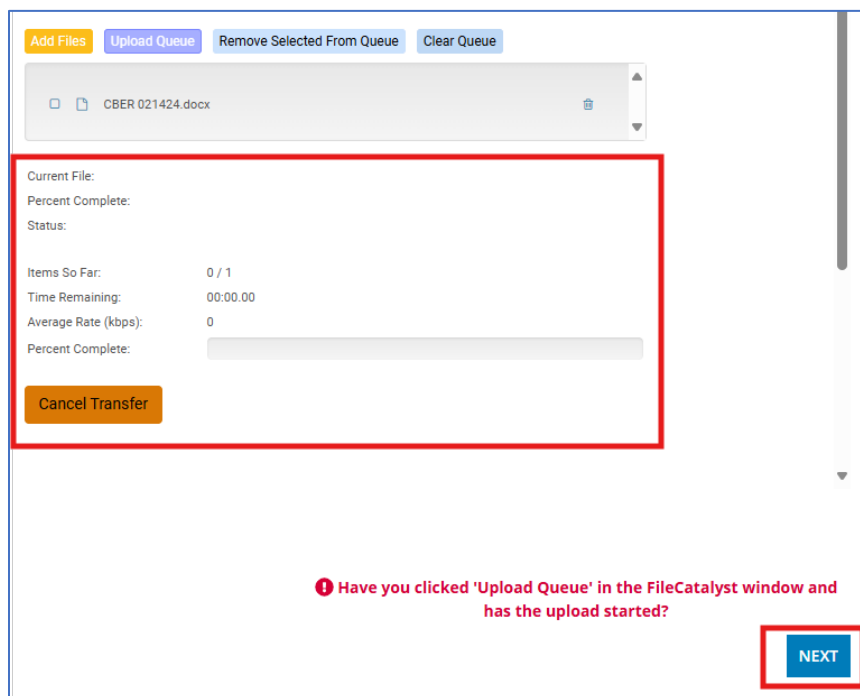 Add Files Upload Queue Remove Selected From Queue Clear Queue
CBER 021424.docx
Current File:
Percent Complete:
Status:
Items So Far: 0 / 1
Time Remaining: 00:00.00
Average Rate (kbps): 0
Percent Complete:
Cancel Transfer
Have you clicked 'Upload Queue' in the FileCatalyst window and
has the upload started?
NEXT